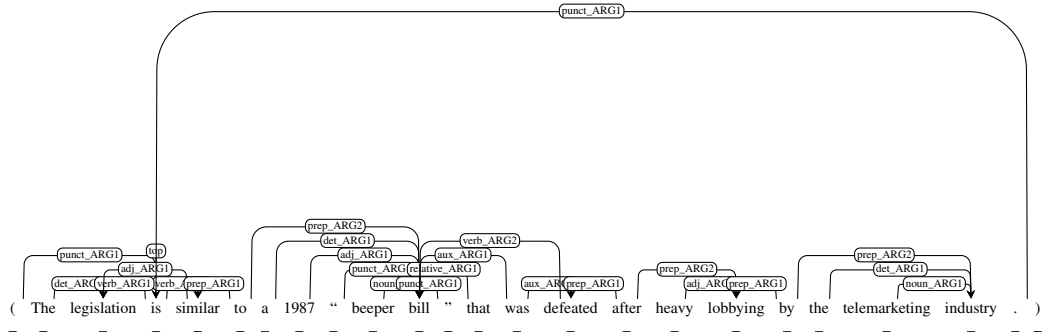 punct_ARG1
prep_ARG2
det_ARG1 verb_ARG2
punct_ARG1 top adj_ARG1 aux_ARG1 prep_ARG2
adj_ARG1 punct_ARG relative_ARG1 prep_ARG2 det_ARG1
det_ARG verb_ARG1 verb_A prep_ARG1 noun punct_ARG1 aux_AR prep_ARG1 adj_ARG prep_ARG1 noun_ARG1
( The legislation is similar to a 1987 “ beeper bill ” that was defeated after heavy lobbying by the telemarketing industry . )